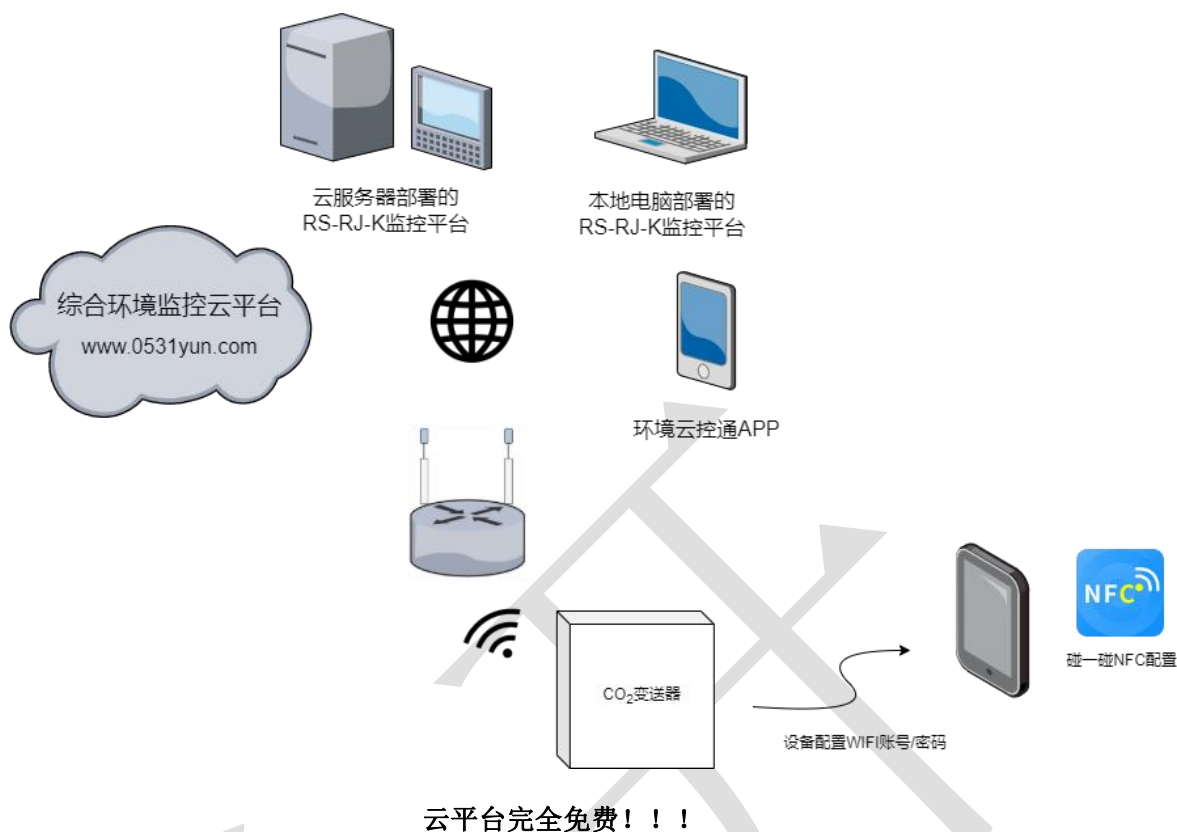 云服务器部署的
RS-RJ-K监控平台
本地电脑部署的
RS-RJ-K监控平台
综合环境监控云平台
www.0531yun.com
环境云控通APP
NFC
碰一碰NFC配置
CO₂变送器
设备配置WIFI账号/密码
云平台完全免费！！！